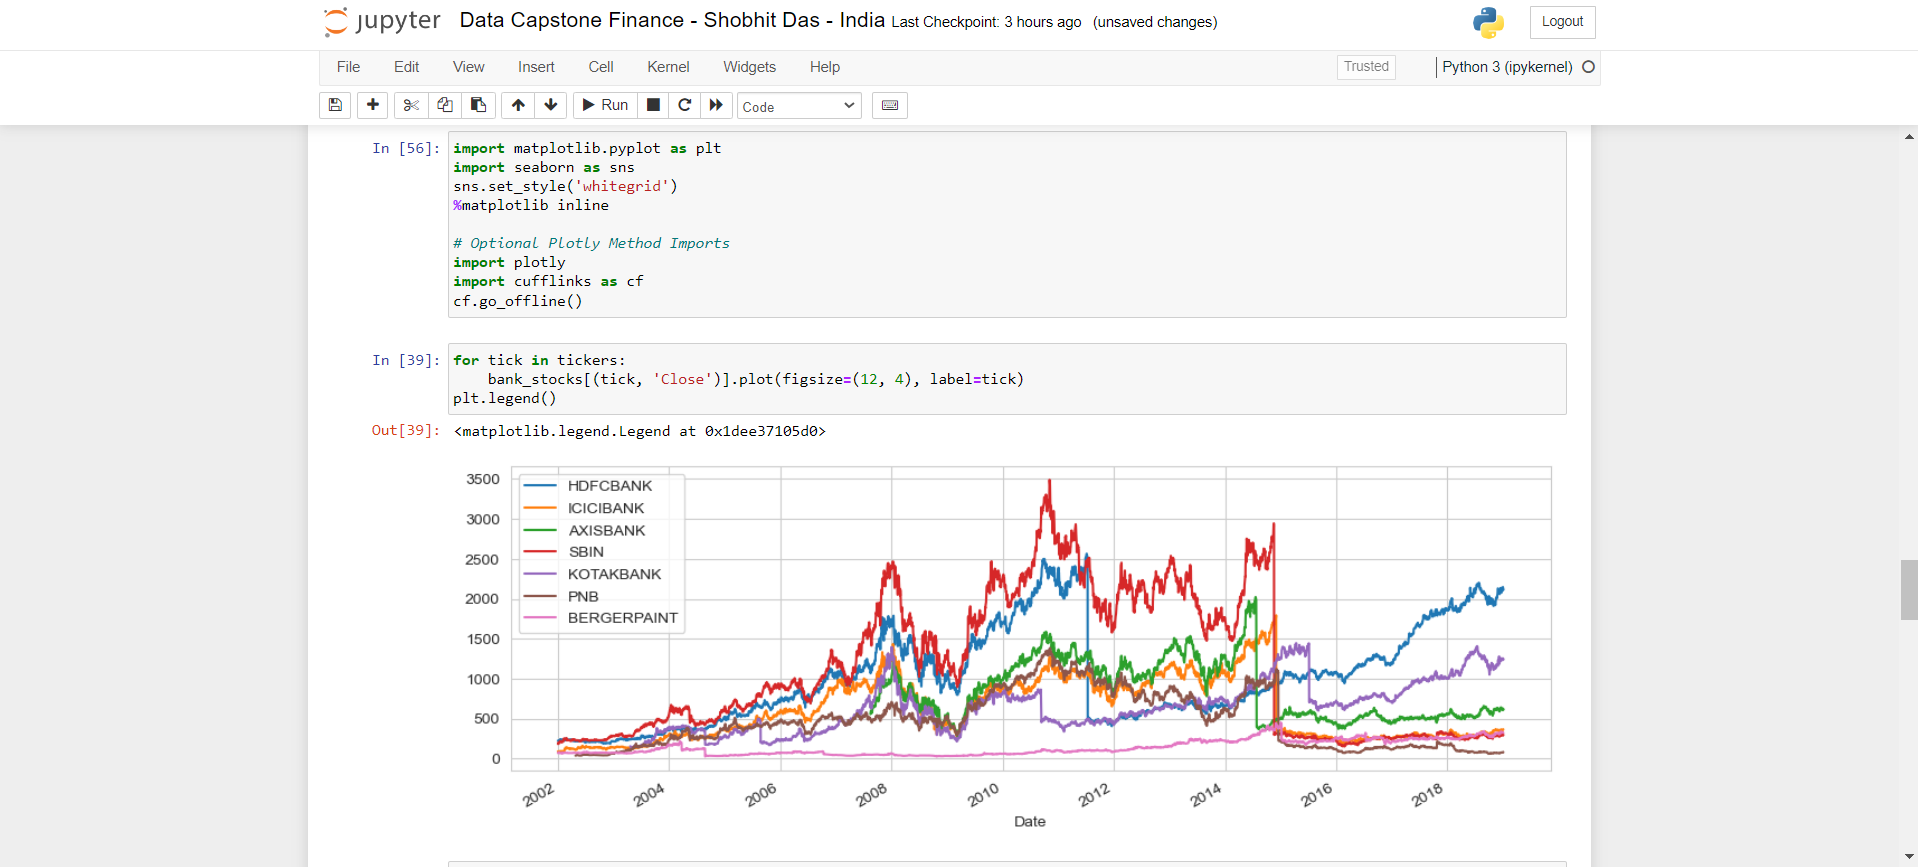 jupyter Data Capstone Finance - Shobhit Das - India Last Checkpoint: 3 hours ago (unsaved changes) Logout
File Edit View Insert Cell Kernel Widgets Help Trusted Python 3 (ipykernel)
Run Code
In [56]: import matplotlib.pyplot as plt
import seaborn as sns
sns.set_style('whitegrid')
%matplotlib inline
# Optional Plotly Method Imports
import plotly
import cufflinks as cf
cf.go_offline()
In [39]: for tick in tickers:
bank_stocks[(tick, 'Close')].plot(figsize=(12, 4), label=tick)
plt.legend()
Out[39]: <matplotlib.legend.Legend at 0x1dee37105d0>
3500
3000
2500
2000
1500
1000
500
0
HDFCBANK
ICICIBANK
AXISBANK
SBIN
KOTAKBANK
PNB
BERGERPAINT
2002 2004 2006 2008 2010 2012 2014 2016 2018
Date